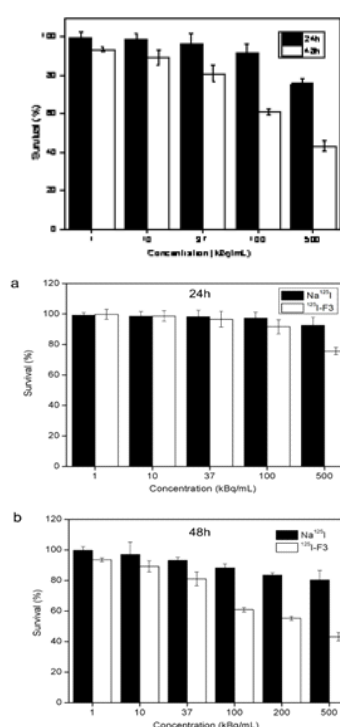 100
80
60
40
20
0
Survival (%)
24h
48h
1 10 37 100 500
Concentration (kBq/mL)
a
24h
Na¹²⁵I
¹²⁵I-F3
120
100
80
60
40
20
0
Survival (%)
1 10 37 100 500
Concentration (kBq/mL)
b
48h
Na¹²⁵I
¹²⁵I-F3
120
100
80
60
40
20
0
Survival (%)
1 10 37 100 200 500
Concentration (kBq/mL)